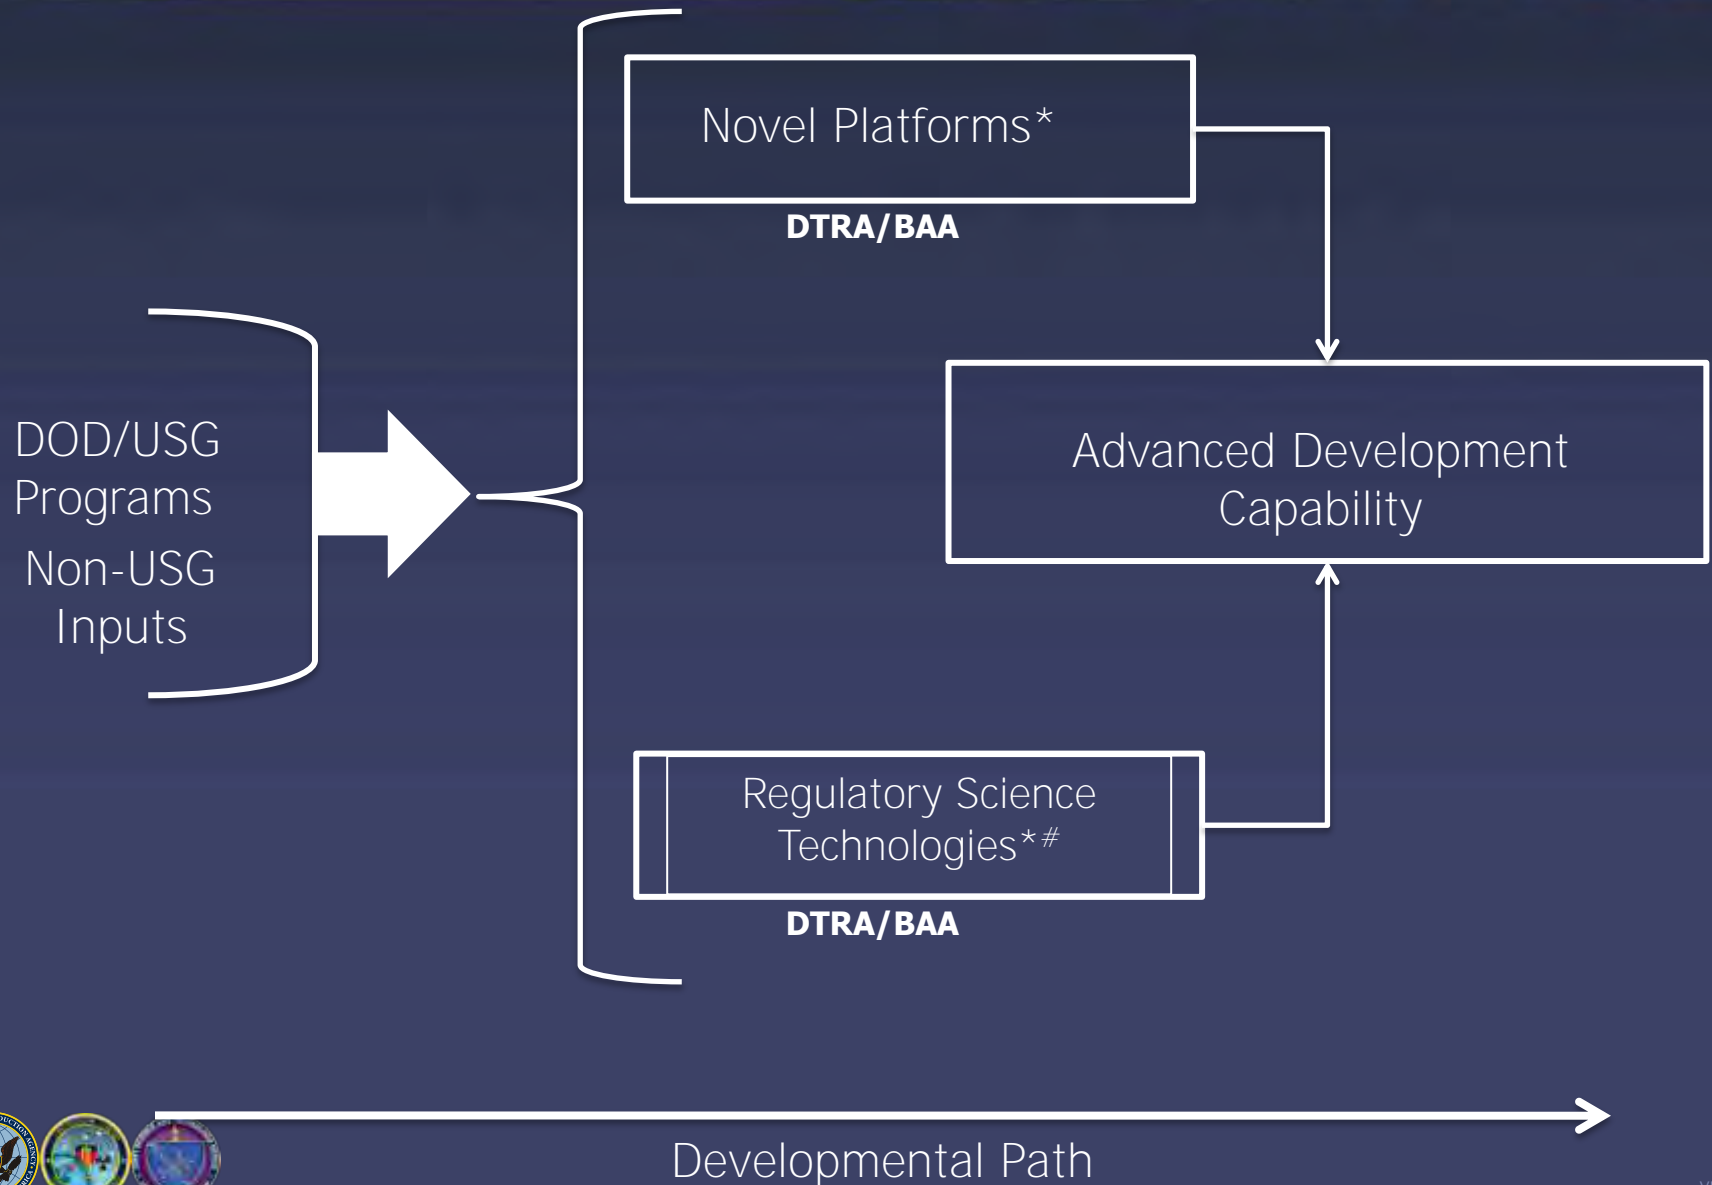 Novel Platforms*
DTRA/BAA
DOD/USG
Programs
Non-USG
Inputs
Advanced Development
Capability
Regulatory Science
Technologies*#
DTRA/BAA
Developmental Path